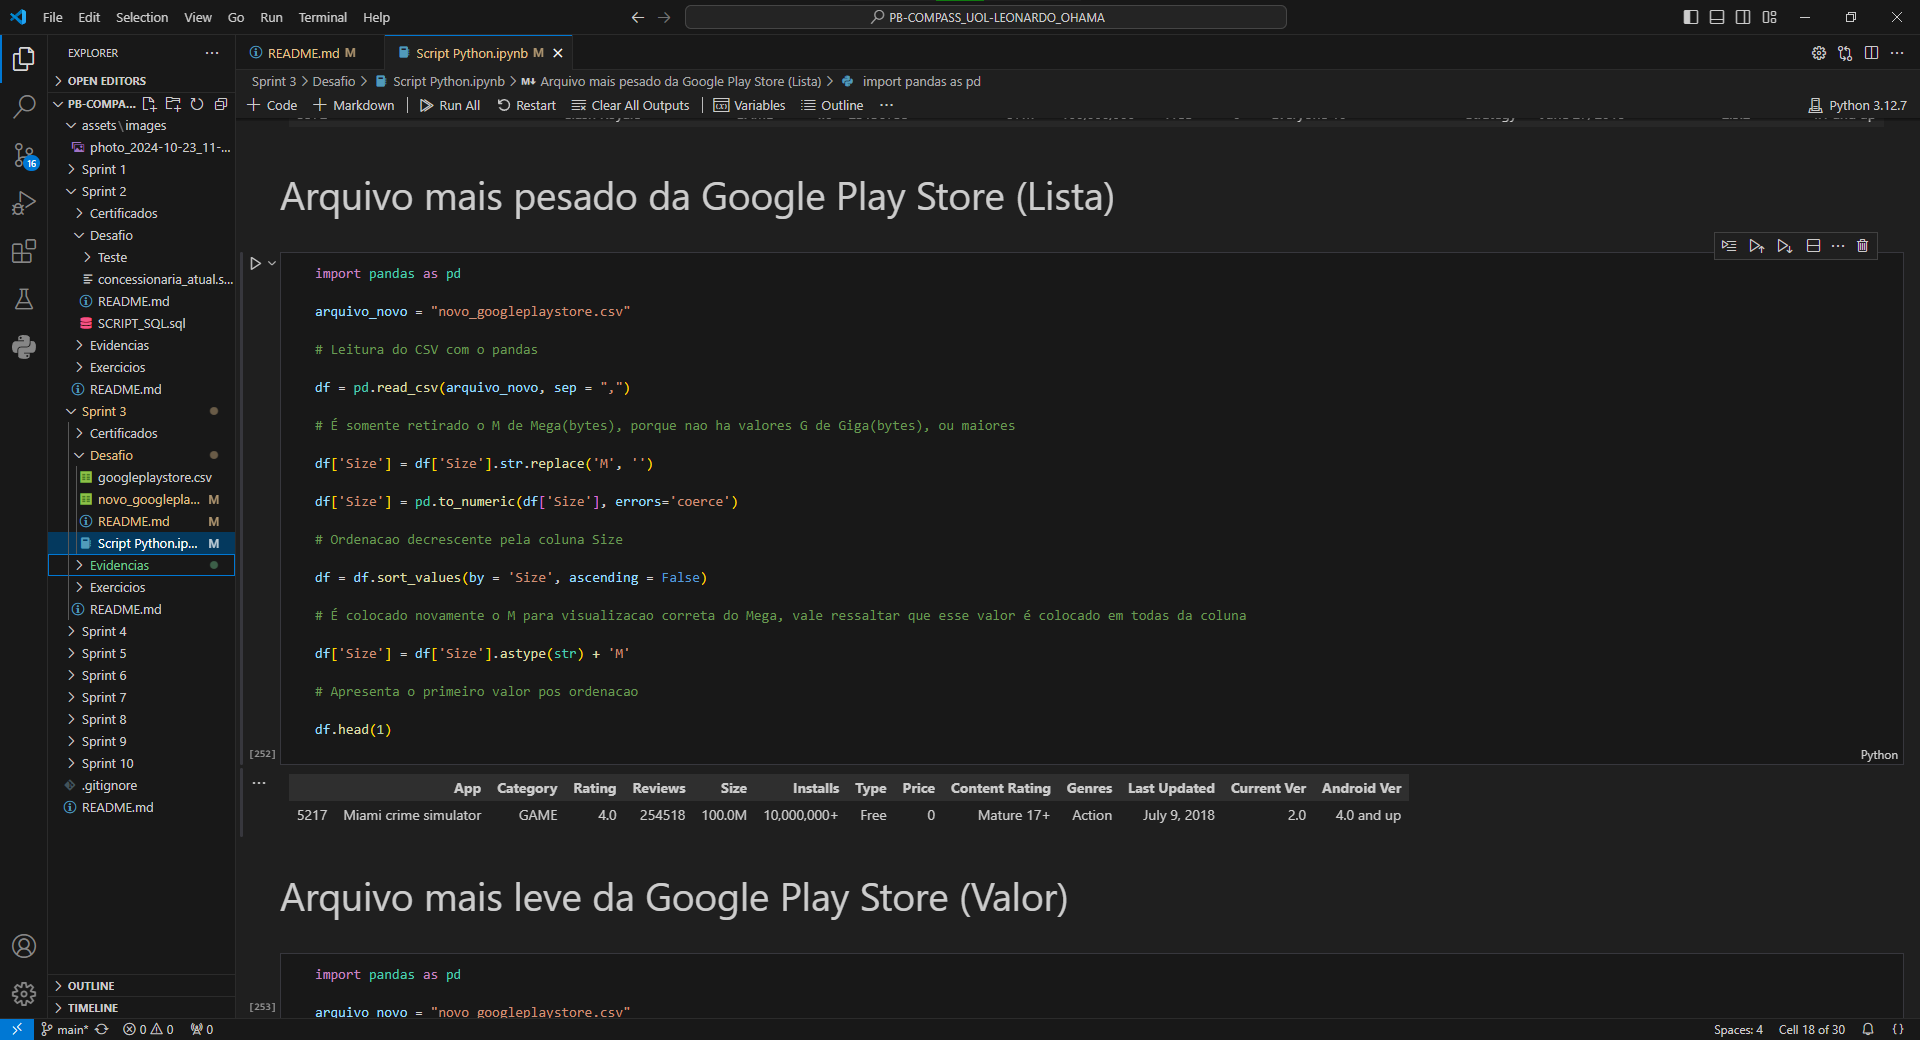 File Edit Selection View Go Run Terminal Help
PB-COMPASS_UOL-LEONARDO_OHAMA
EXPLORER
OPEN EDITORS
PB-COMPA...
assets\images
photo_2024-10-23_11-...
Sprint 1
Sprint 2
Certificados
Desafio
Teste
concessionaria_atual.s...
README.md
SCRIPT_SQL.sql
Evidencias
Exercicios
README.md
Sprint 3
Certificados
Desafio
googleplaystore.csv
novo_googlepla... M
README.md M
Script Python.ip... M
Evidencias
Exercicios
README.md
Sprint 4
Sprint 5
Sprint 6
Sprint 7
Sprint 8
Sprint 9
Sprint 10
.gitignore
README.md
OUTLINE
TIMELINE
16
README.md M
Script Python.ipynb M
Sprint 3 > Desafio > Script Python.ipynb > M↓ Arquivo mais pesado da Google Play Store (Lista) > import pandas as pd
+ Code + Markdown Run All Restart Clear All Outputs Variables Outline ...
Python 3.12.7
Arquivo mais pesado da Google Play Store (Lista)
import pandas as pd
arquivo_novo = "novo_googleplaystore.csv"
# Leitura do CSV com o pandas
df = pd.read_csv(arquivo_novo, sep = ",")
# É somente retirado o M de Mega(bytes), porque nao ha valores G de Giga(bytes), ou maiores
df['Size'] = df['Size'].str.replace('M', '')
df['Size'] = pd.to_numeric(df['Size'], errors='coerce')
# Ordenacao decrescente pela coluna Size
df = df.sort_values(by = 'Size', ascending = False)
# É colocado novamente o M para visualizacao correta do Mega, vale ressaltar que esse valor é colocado em todas da coluna
df['Size'] = df['Size'].astype(str) + 'M'
# Apresenta o primeiro valor pos ordenacao
df.head(1)
[252]
Python
App Category Rating Reviews Size Installs Type Price Content Rating Genres Last Updated Current Ver Android Ver
5217 Miami crime simulator GAME 4.0 254518 100.0M 10,000,000+ Free 0 Mature 17+ Action July 9, 2018 2.0 4.0 and up
Arquivo mais leve da Google Play Store (Valor)
import pandas as pd
[253]
arquivo_novo = "novo_googleplaystore.csv"
main* 0 0 0
Spaces: 4 Cell 18 of 30